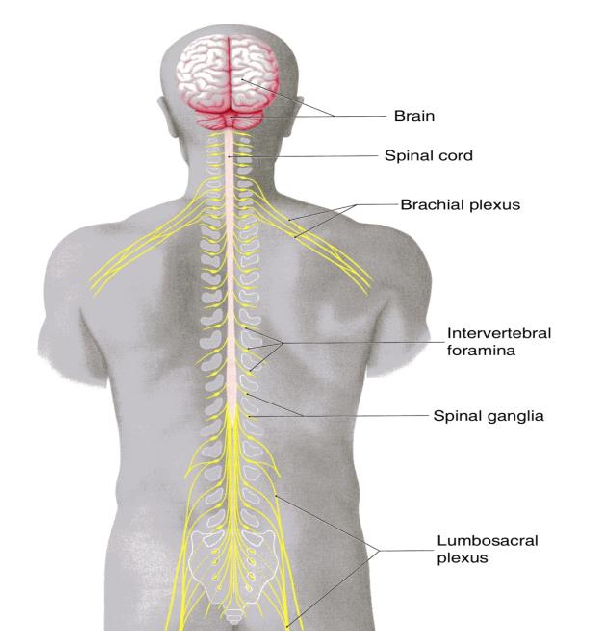 Brain
Spinal cord
Brachial plexus
Intervertebral
foramina
Spinal ganglia
Lumbosacral
plexus